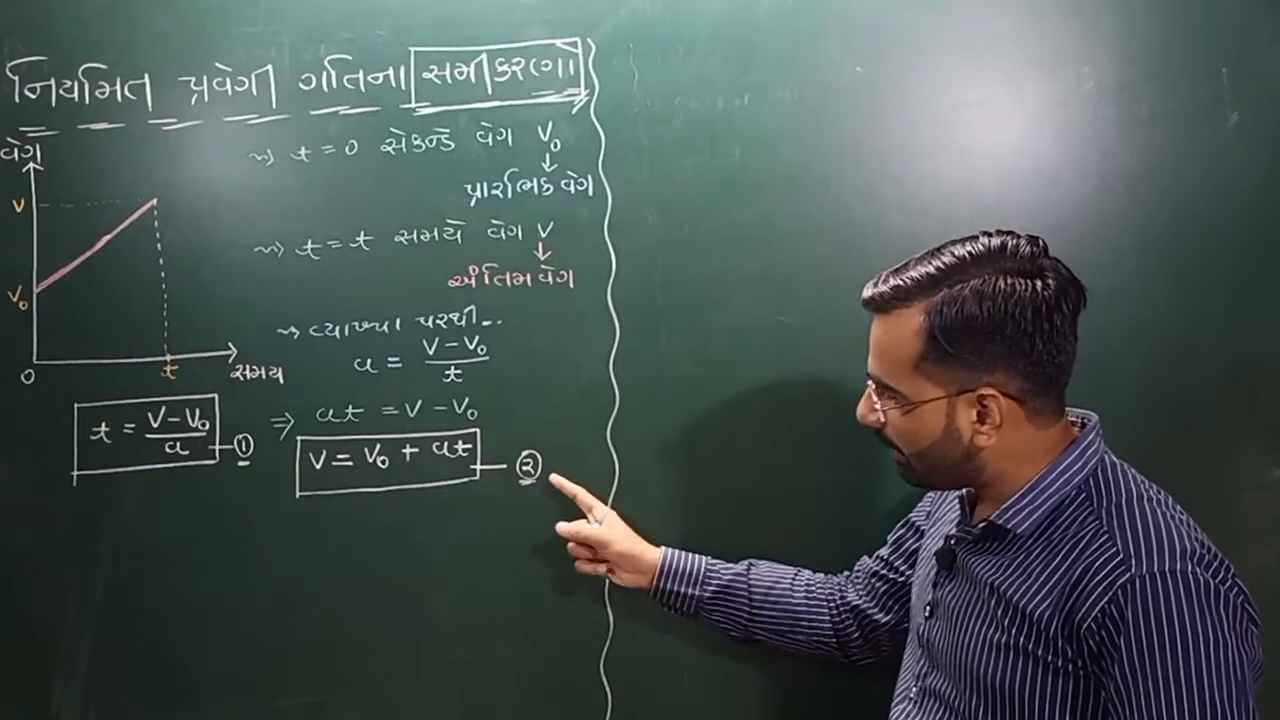 નિયમિત પ્રવેગી ગતિના સમીકરણો
વેગ
v
v₀
0
t
સમય
⇝ t = 0 સેકન્ડે વેગ v₀
↓
પ્રારંભિક વેગ
⇝ t = t સમયે વેગ v
↓
અંતિમ વેગ
⇝ વ્યાખ્યા પરથી...
a = (v - v₀)/t
⇒ at = v - v₀
t = (v - v₀)/a — ①
v = v₀ + at — ૨